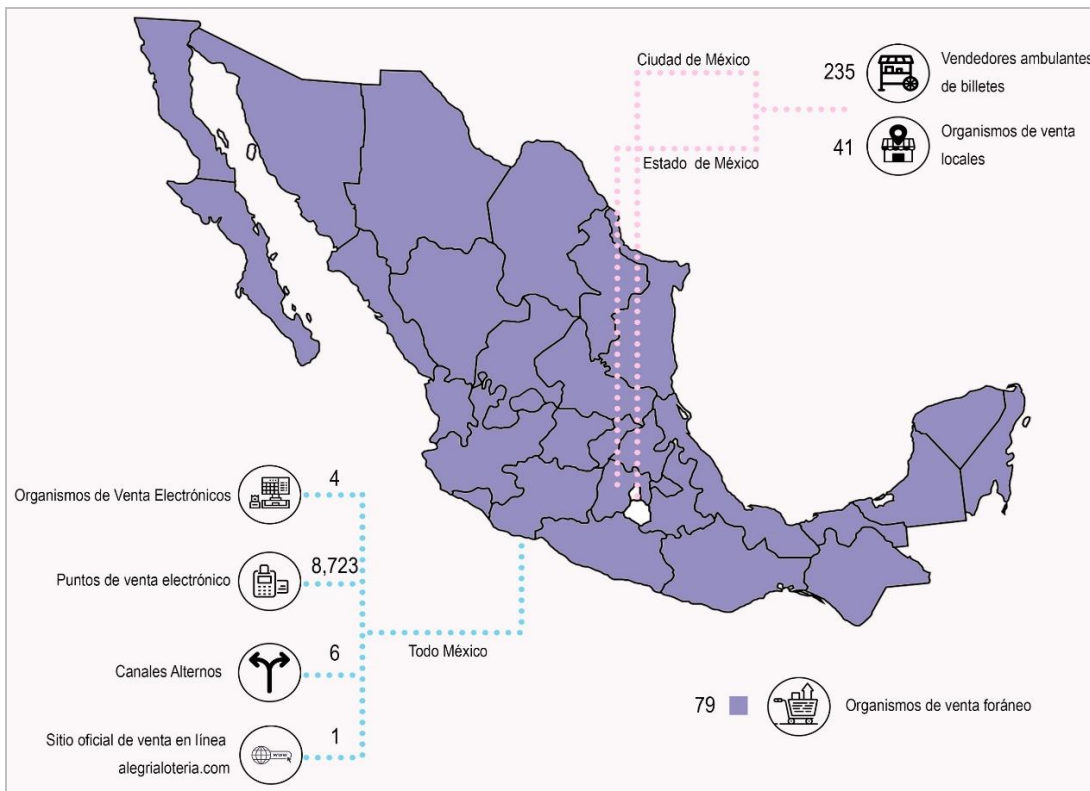 Ciudad de México
Estado de México
235
Vendedores ambulantes
de billetes
41
Organismos de venta
locales
Organismos de Venta Electrónicos
4
Puntos de venta electrónico
8,723
Canales Alternos
6
Sitio oficial de venta en línea
alegrialoteria.com
1
www
Todo México
79
Organismos de venta foráneo